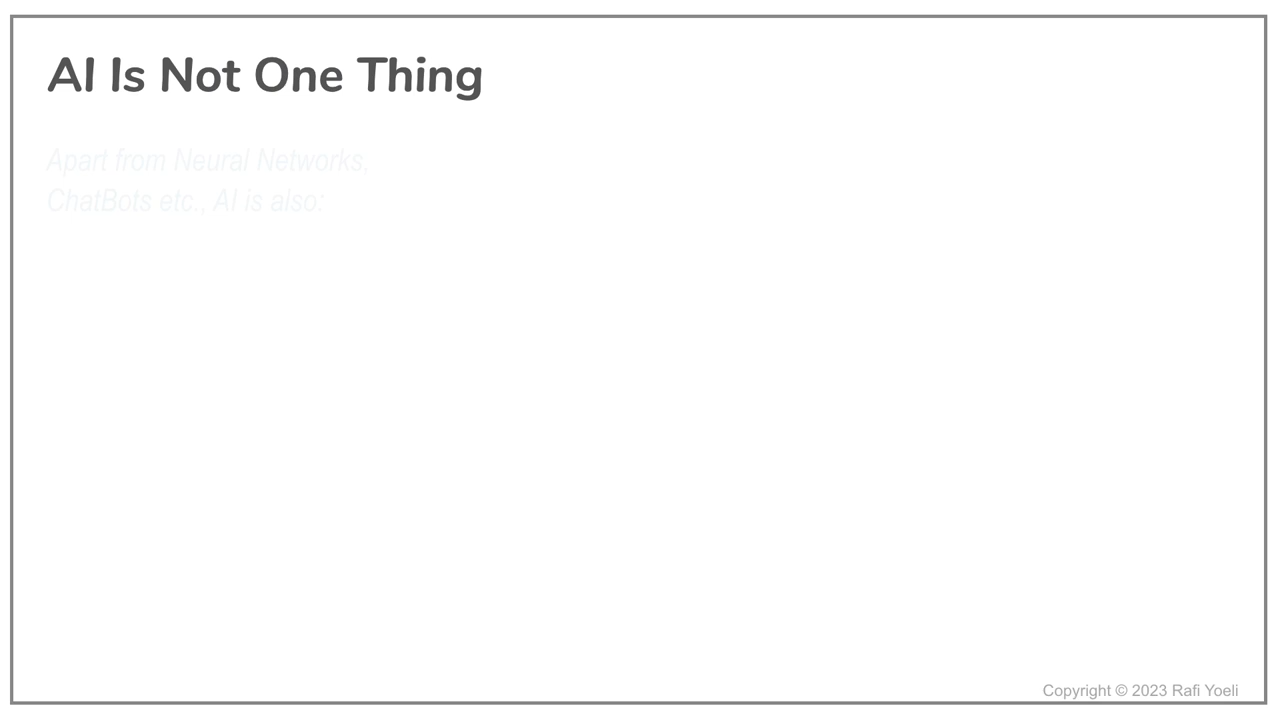 AI Is Not One Thing
Apart from Neural Networks,
ChatBots etc., AI is also:
Copyright © 2023 Rafi Yoeli